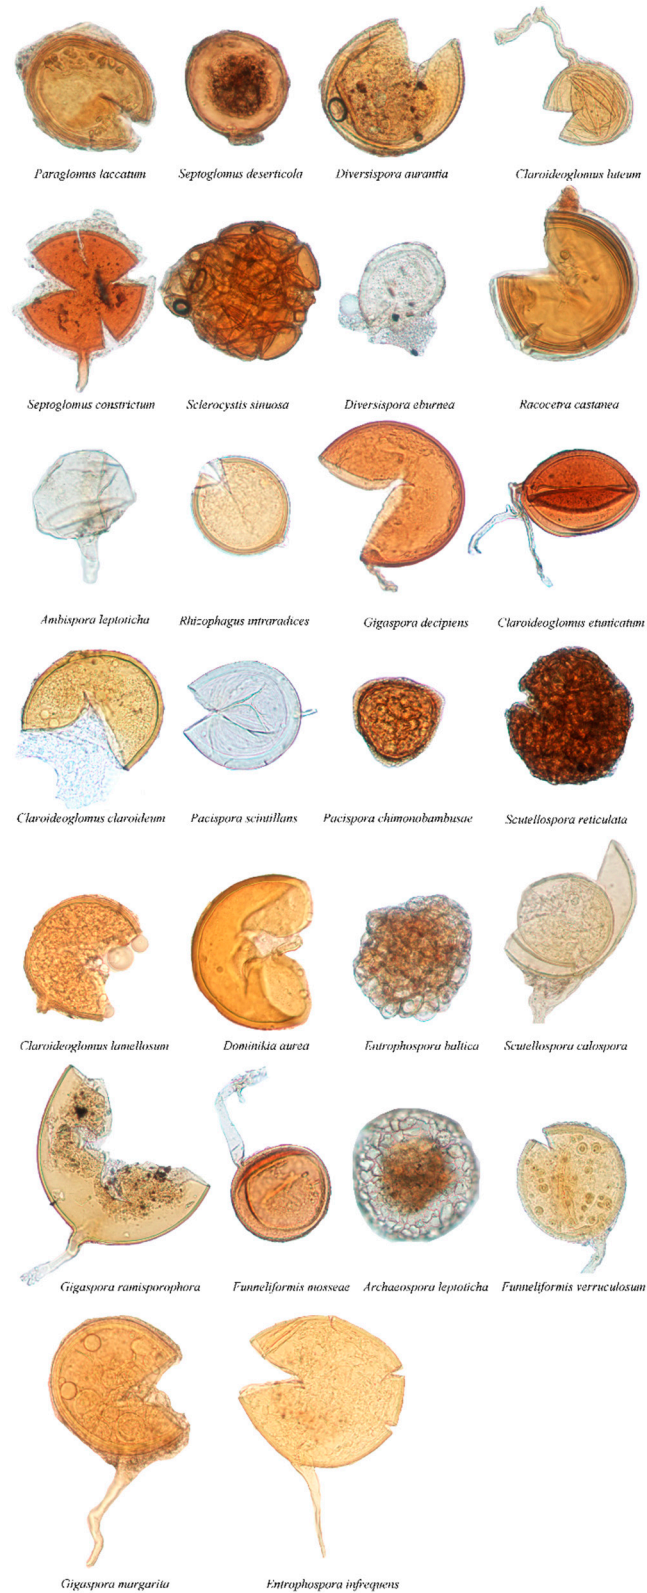 Paraglomus laccatum Septoglomus deserticola Diversispora aurantia Claroideoglomus luteum
Septoglomus constrictum Sclerocystis sinuosa Diversispora eburnea Racocetra castanea
Ambispora leptoticha Rhizophagus intraradices Gigaspora decipiens Claroideoglomus etunicatum
Claroideoglomus claroideum Pacispora scintillans Pacispora chimonobambusae Scutellospora reticulata
Claroideoglomus lamellosum Dominikia aurea Entrophospora baltica Scutellospora calospora
Gigaspora ramisporophora Funneliformis mosseae Archaeospora leptoticha Funneliformis verruculosum
Gigaspora margarita Entrophospora infrequens